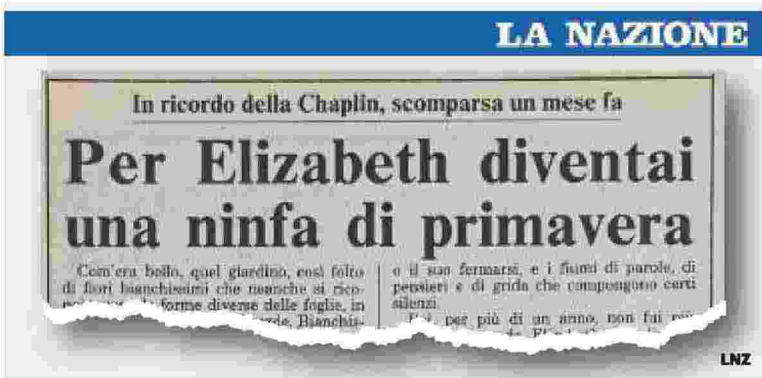 LA NAZIONE
In ricordo della Chaplin, scomparsa un mese fa
Per Elizabeth diventai
una ninfa di primavera
Com'era bello, quel giardino, così folto
di fiori bianchissimi che neanche si rico-
forme diverse delle foglie, in
Bianchis-
o il suo fermarsi, e i fiumi di parole, di
pensieri e di grida che compongono certi
silenzi.
per più di un anno, non fai più
LNZ